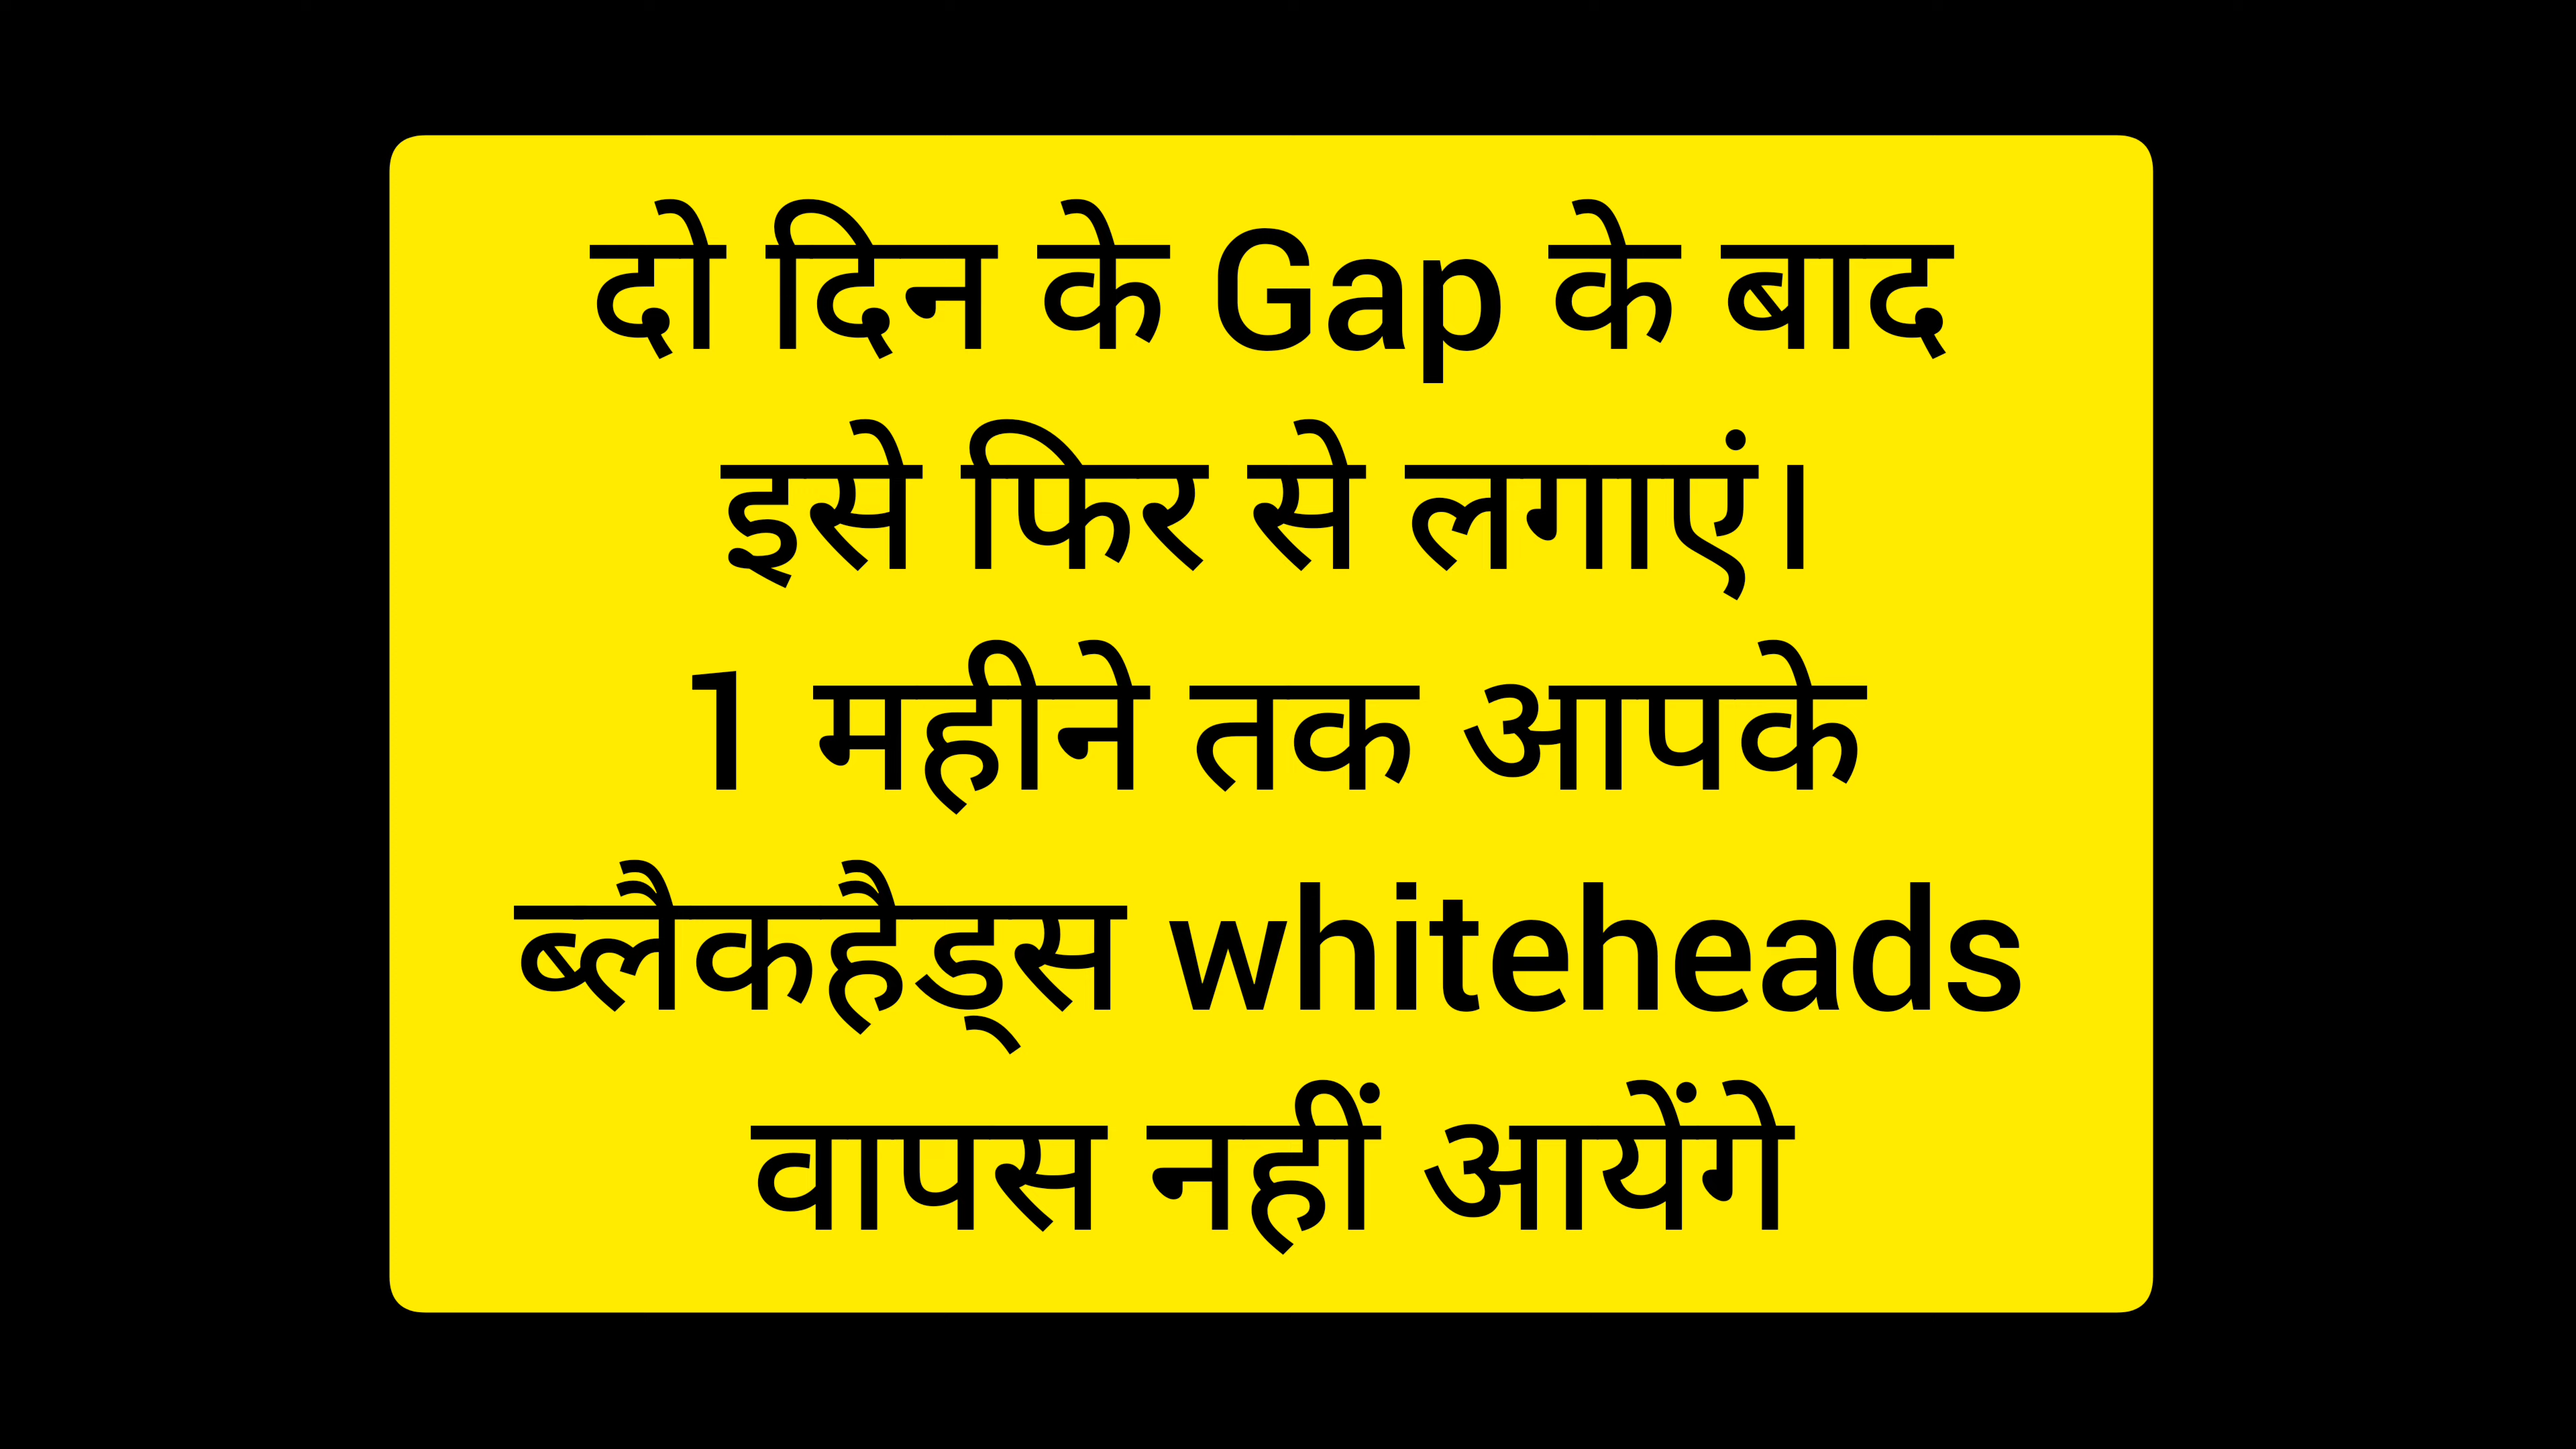 दो दिन के Gap के बाद
इसे फिर से लगाएं।
1 महीने तक आपके
ब्लैकहैड्स whiteheads
वापस नहीं आयेंगे